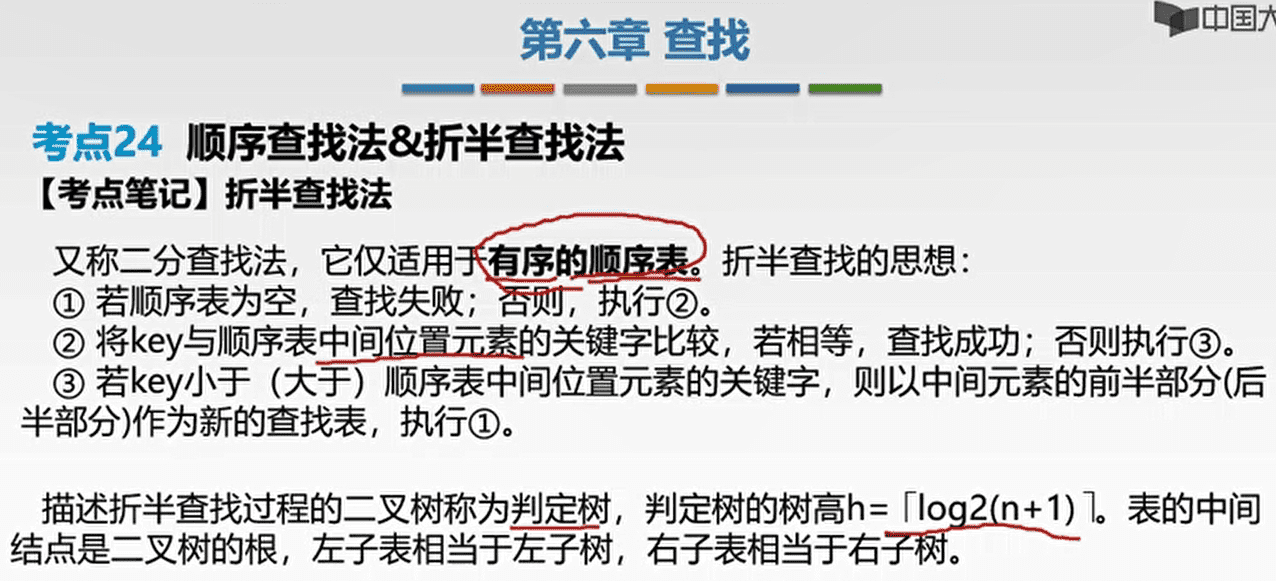 中国大
第六章 查找
考点24 顺序查找法&折半查找法
【考点笔记】折半查找法
又称二分查找法，它仅适用于有序的顺序表。折半查找的思想：
① 若顺序表为空，查找失败；否则，执行②。
② 将key与顺序表中间位置元素的关键字比较，若相等，查找成功；否则执行③。
③ 若key小于（大于）顺序表中间位置元素的关键字，则以中间元素的前半部分(后
半部分)作为新的查找表，执行①。
描述折半查找过程的二叉树称为判定树，判定树的树高h=「log2(n+1)⌉。表的中间
结点是二叉树的根，左子表相当于左子树，右子表相当于右子树。